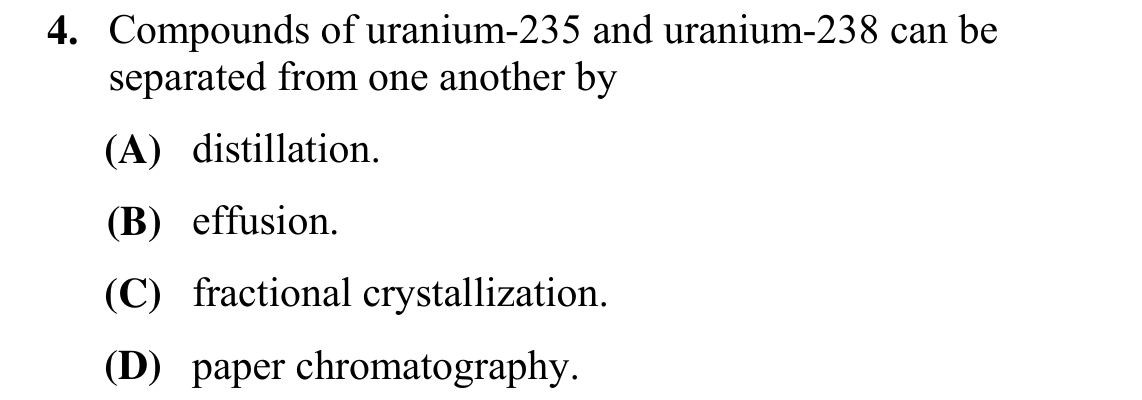 4. Compounds of uranium-235 and uranium-238 can be
separated from one another by
(A) distillation.
(B) effusion.
(C) fractional crystallization.
(D) paper chromatography.